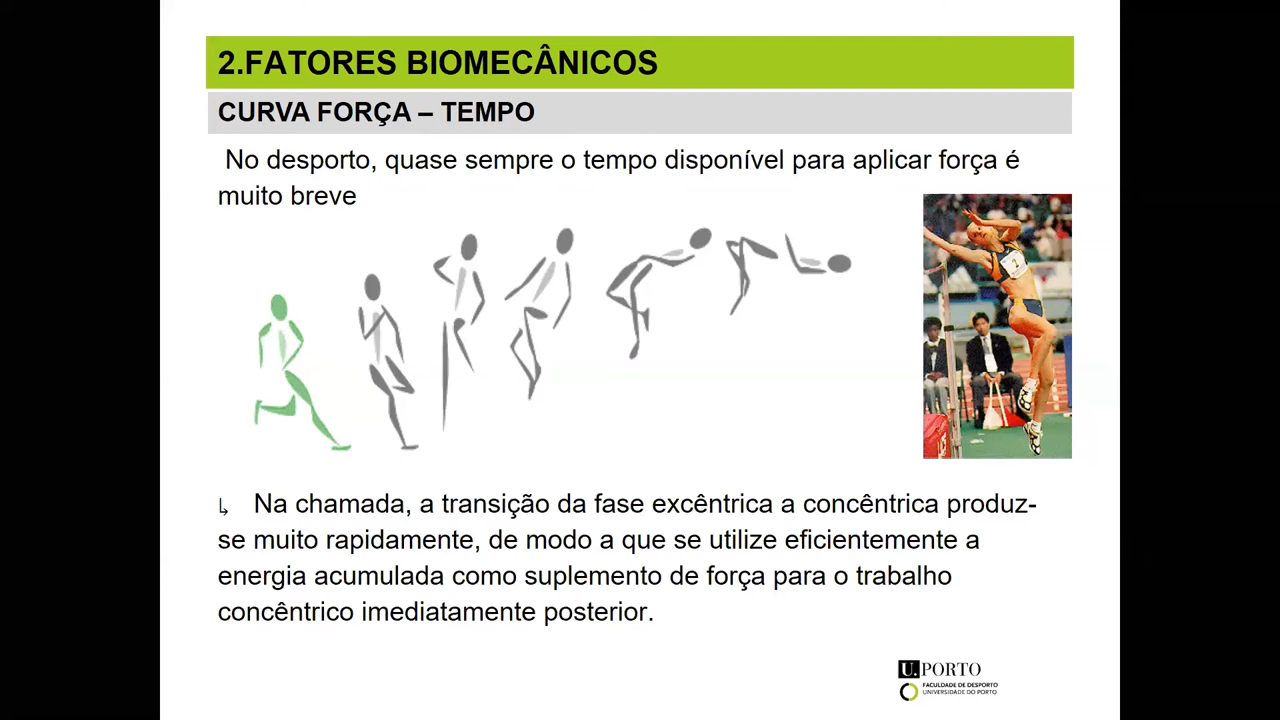 2.FATORES BIOMECÂNICOS
CURVA FORÇA – TEMPO
No desporto, quase sempre o tempo disponível para aplicar força é
muito breve
2
↳ Na chamada, a transição da fase excêntrica a concêntrica produz-
se muito rapidamente, de modo a que se utilize eficientemente a
energia acumulada como suplemento de força para o trabalho
concêntrico imediatamente posterior.
U.PORTO
FACULDADE DE DESPORTO
UNIVERSIDADE DO PORTO